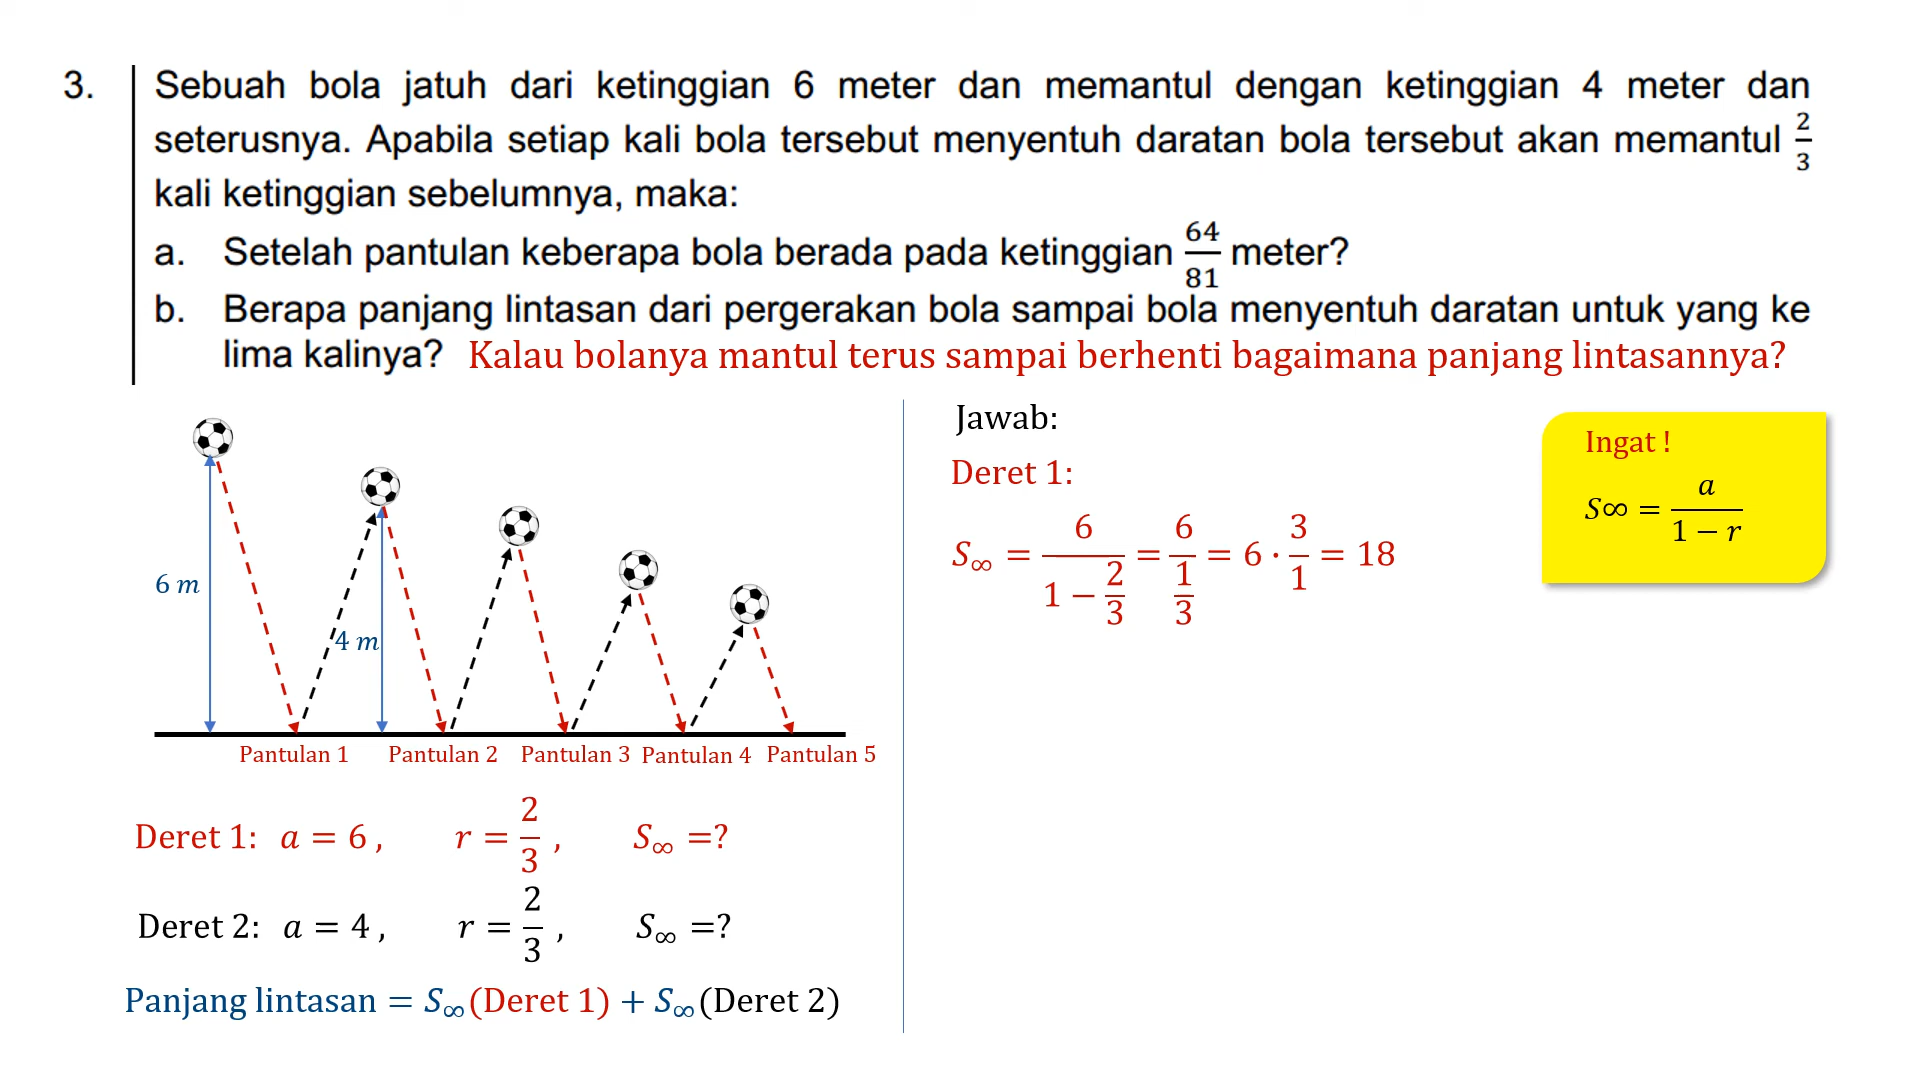 3. Sebuah bola jatuh dari ketinggian 6 meter dan memantul dengan ketinggian 4 meter dan
seterusnya. Apabila setiap kali bola tersebut menyentuh daratan bola tersebut akan memantul 2/3
kali ketinggian sebelumnya, maka:
a. Setelah pantulan keberapa bola berada pada ketinggian 64/81 meter?
b. Berapa panjang lintasan dari pergerakan bola sampai bola menyentuh daratan untuk yang ke
lima kalinya? Kalau bolanya mantul terus sampai berhenti bagaimana panjang lintasannya?
6 m
4 m
Pantulan 1 Pantulan 2 Pantulan 3 Pantulan 4 Pantulan 5
Deret 1: a = 6 , r = 2/3 , S∞ =?
Deret 2: a = 4 , r = 2/3 , S∞ =?
Panjang lintasan = S∞(Deret 1) + S∞(Deret 2)
Jawab:
Deret 1:
S∞ = 6/(1 − 2/3) = 6/(1/3) = 6 · 3/1 = 18
Ingat !
S∞ = a/(1 − r)